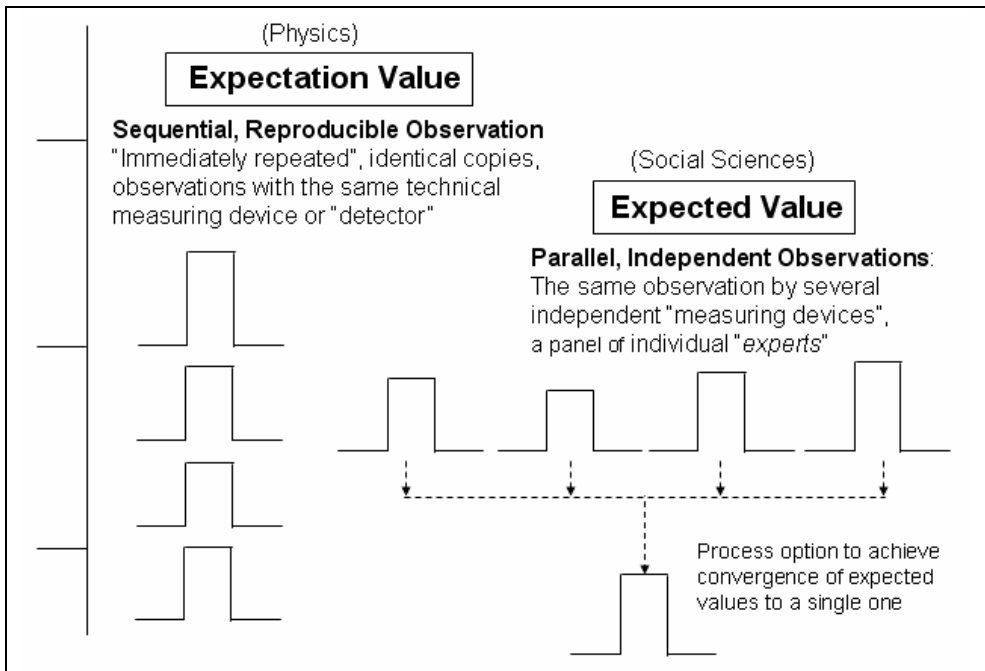 (Physics)
Expectation Value
Sequential, Reproducible Observation
"Immediately repeated", identical copies,
observations with the same technical
measuring device or "detector"
(Social Sciences)
Expected Value
Parallel, Independent Observations:
The same observation by several
independent "measuring devices",
a panel of individual "experts"
Process option to achieve
convergence of expected
values to a single one